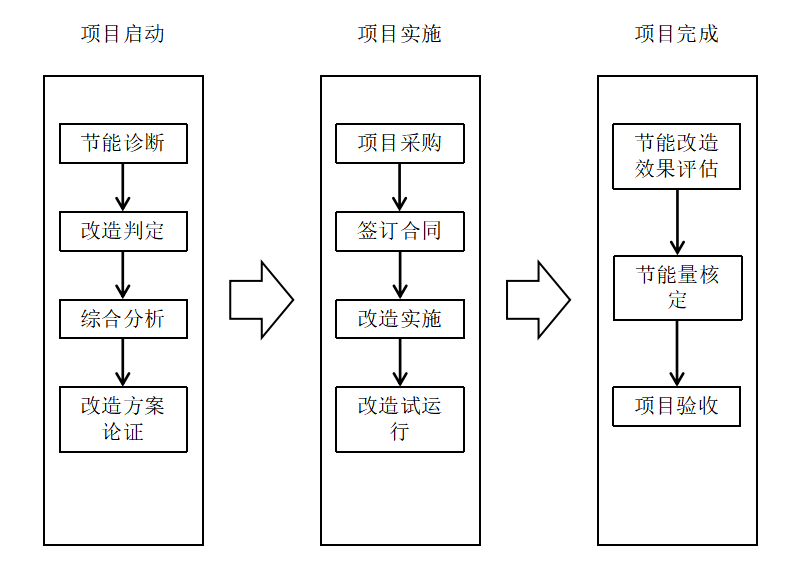 项目启动
节能诊断
改造判定
综合分析
改造方案
论证
项目实施
项目采购
签订合同
改造实施
改造试运
行
项目完成
节能改造
效果评估
节能量核
定
项目验收